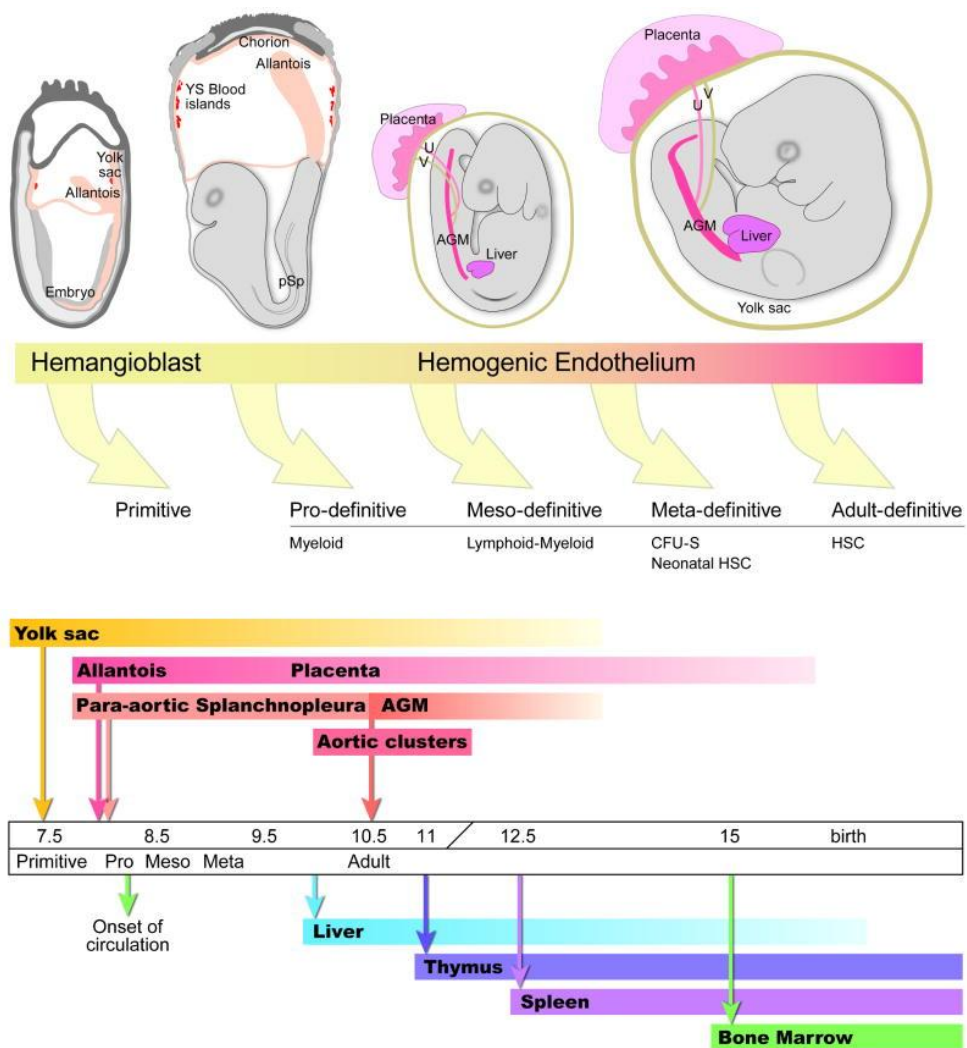 Yolk
sac
Allantois
Embryo
Chorion
Allantois
YS Blood
islands
pSp
Placenta
U
V
AGM
Liver
Placenta
V
U
AGM
Liver
Yolk sac
Hemangioblast
Hemogenic Endothelium
Primitive
Pro-definitive
Meso-definitive
Meta-definitive
Adult-definitive
Myeloid
Lymphoid-Myeloid
CFU-S
HSC
Neonatal HSC
Yolk sac
Allantois
Placenta
Para-aortic Splanchnopleura
AGM
Aortic clusters
7.5
8.5
9.5
10.5
11
12.5
15
birth
Primitive
Pro
Meso
Meta
Adult
Onset of
circulation
Liver
Thymus
Spleen
Bone Marrow